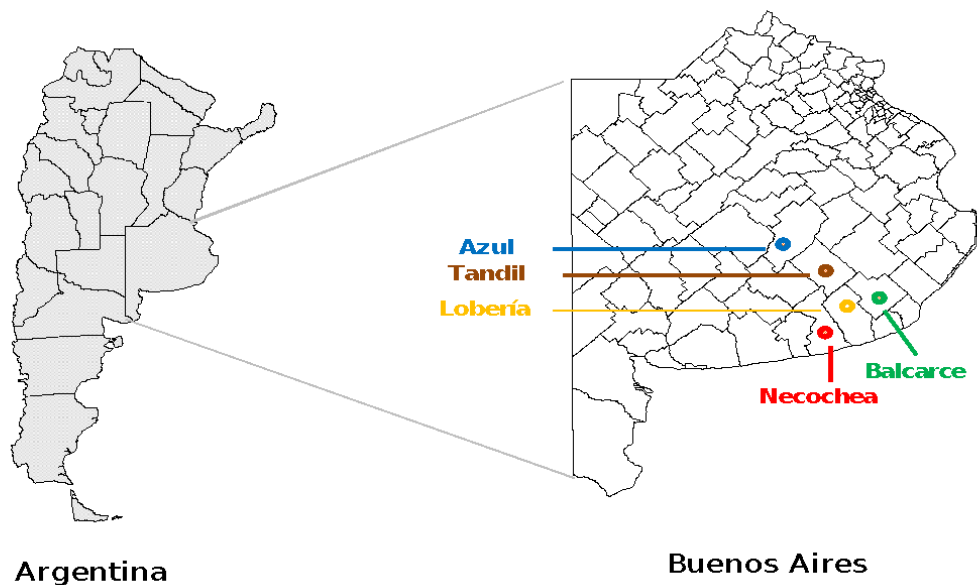 Azul
Tandil
Lobería
Balcarce
Necochea
Argentina
Buenos Aires